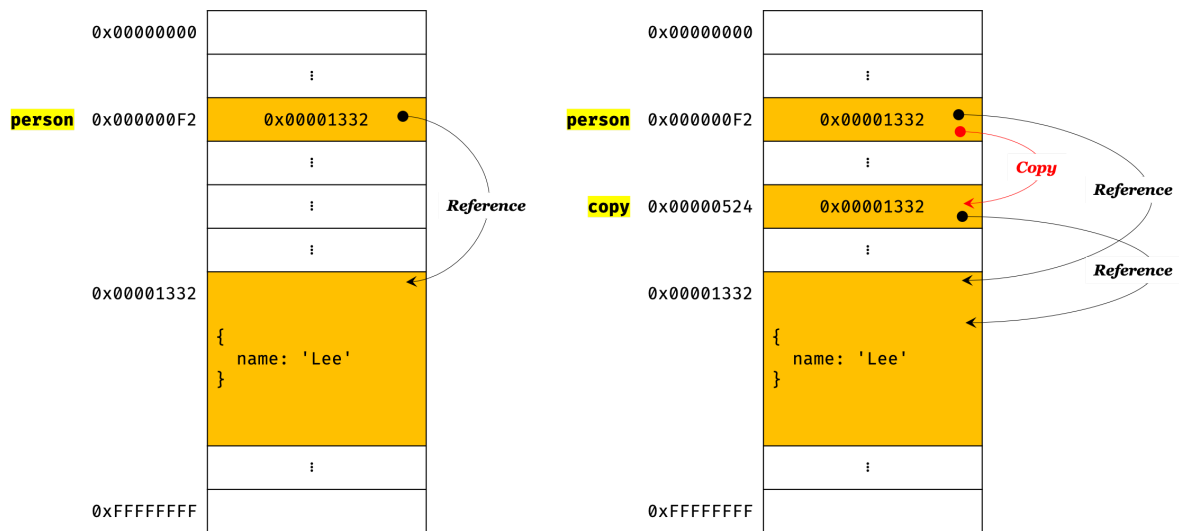 0x00000000
⋮
person 0x000000F2 0x00001332
⋮
⋮
Reference
⋮
0x00001332
{
  name: 'Lee'
}
⋮
0xFFFFFFFF
0x00000000
⋮
person 0x000000F2 0x00001332
⋮
Copy
Reference
copy 0x00000524 0x00001332
⋮
Reference
0x00001332
{
  name: 'Lee'
}
⋮
0xFFFFFFFF